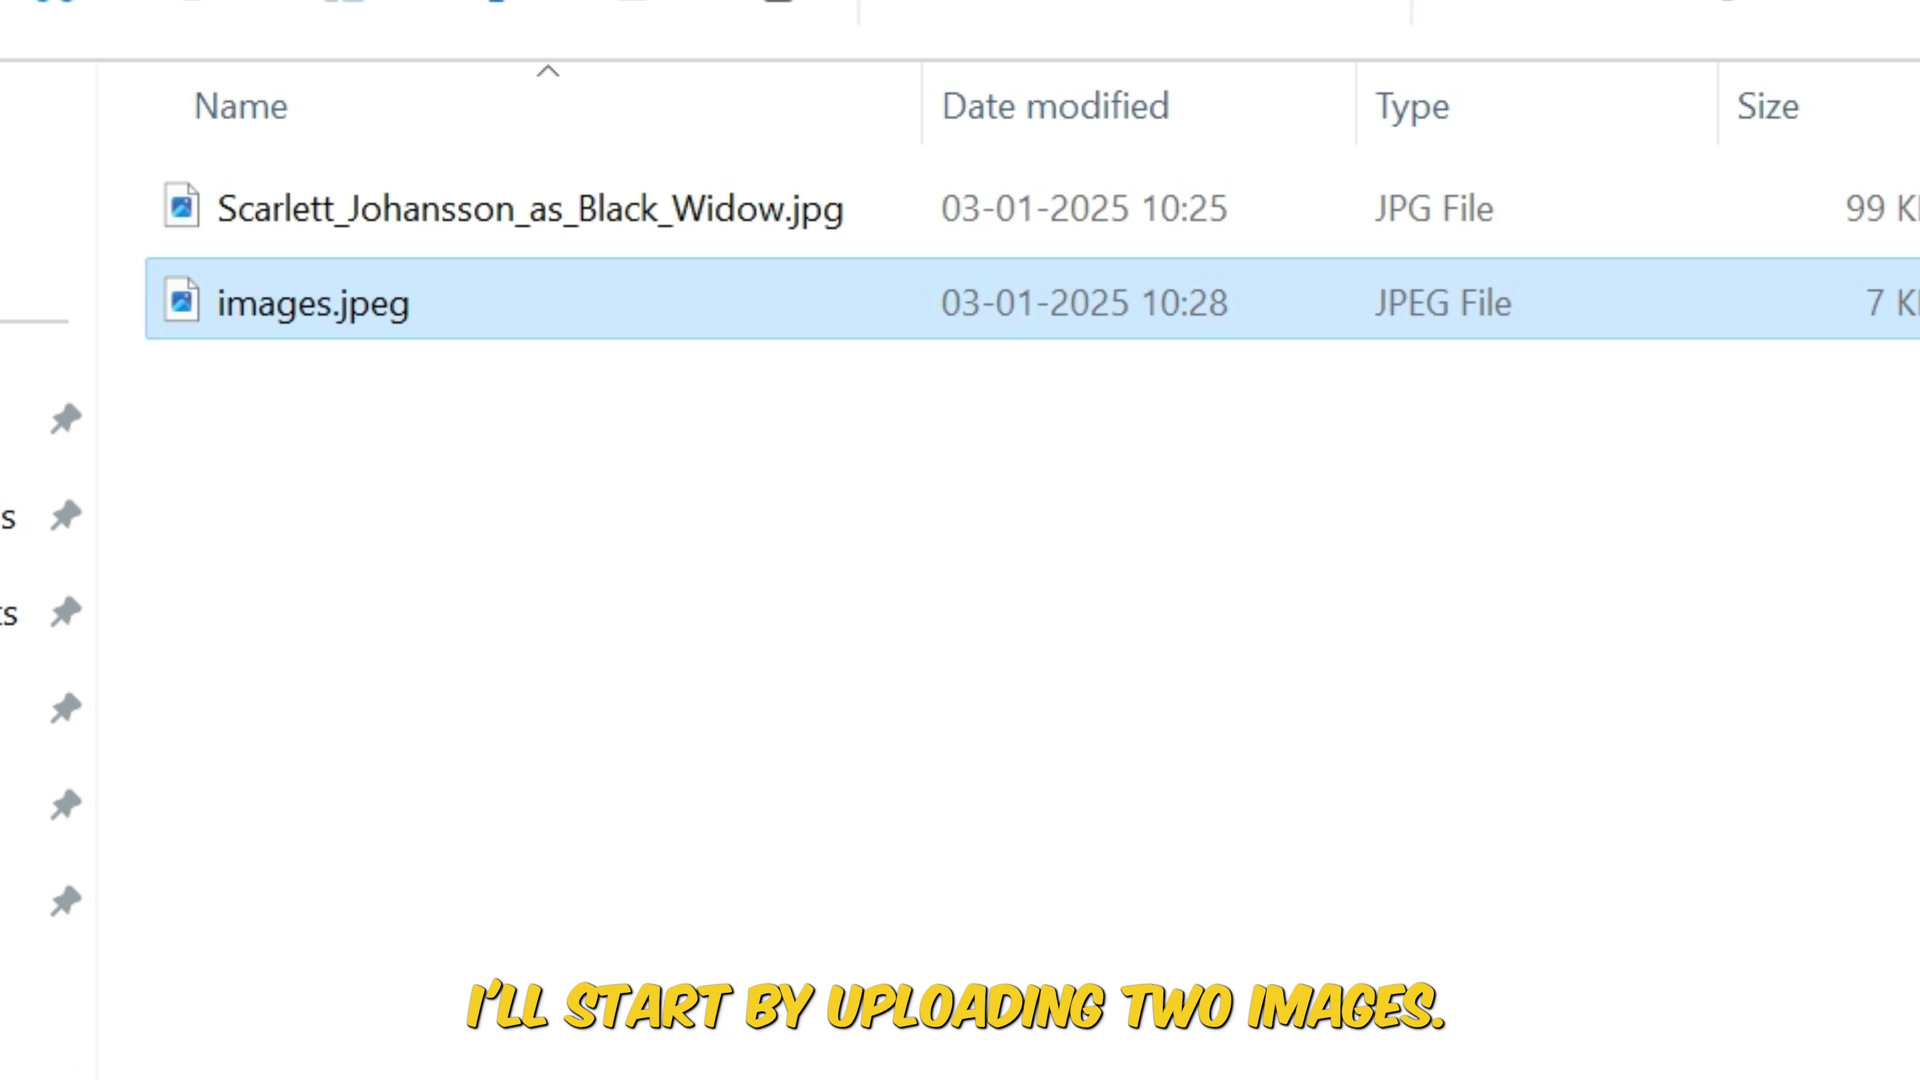 Name Date modified Type Size
Scarlett_Johansson_as_Black_Widow.jpg 03-01-2025 10:25 JPG File 99 K
images.jpeg 03-01-2025 10:28 JPEG File 7 K
s
ts
I'LL START BY UPLOADING TWO IMAGES.